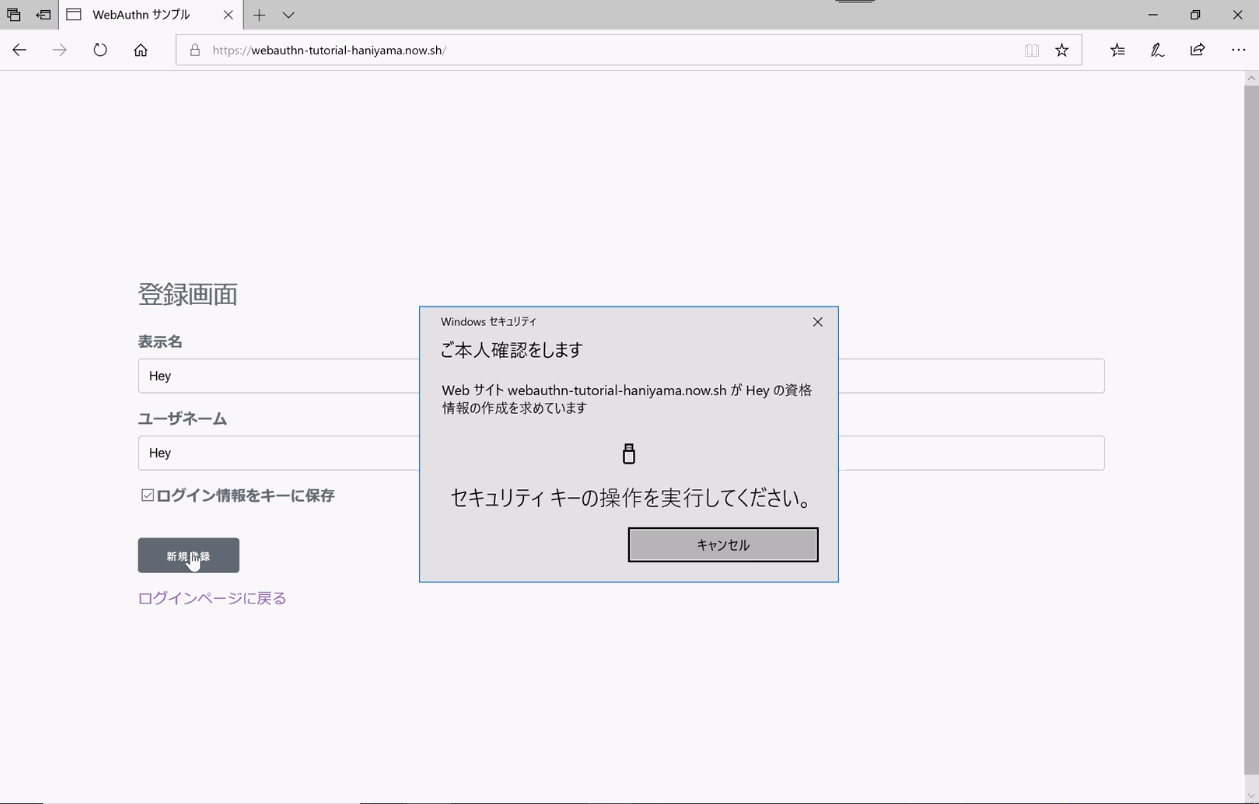 WebAuthn サンプル
https://webauthn-tutorial-haniyama.now.sh/
登録画面
表示名
Hey
ユーザネーム
Hey
ログイン情報をキーに保存
新規登録
ログインページに戻る
Windows セキュリティ
ご本人確認をします
Web サイト webauthn-tutorial-haniyama.now.sh が Hey の資格
情報の作成を求めています
セキュリティ キーの操作を実行してください。
キャンセル